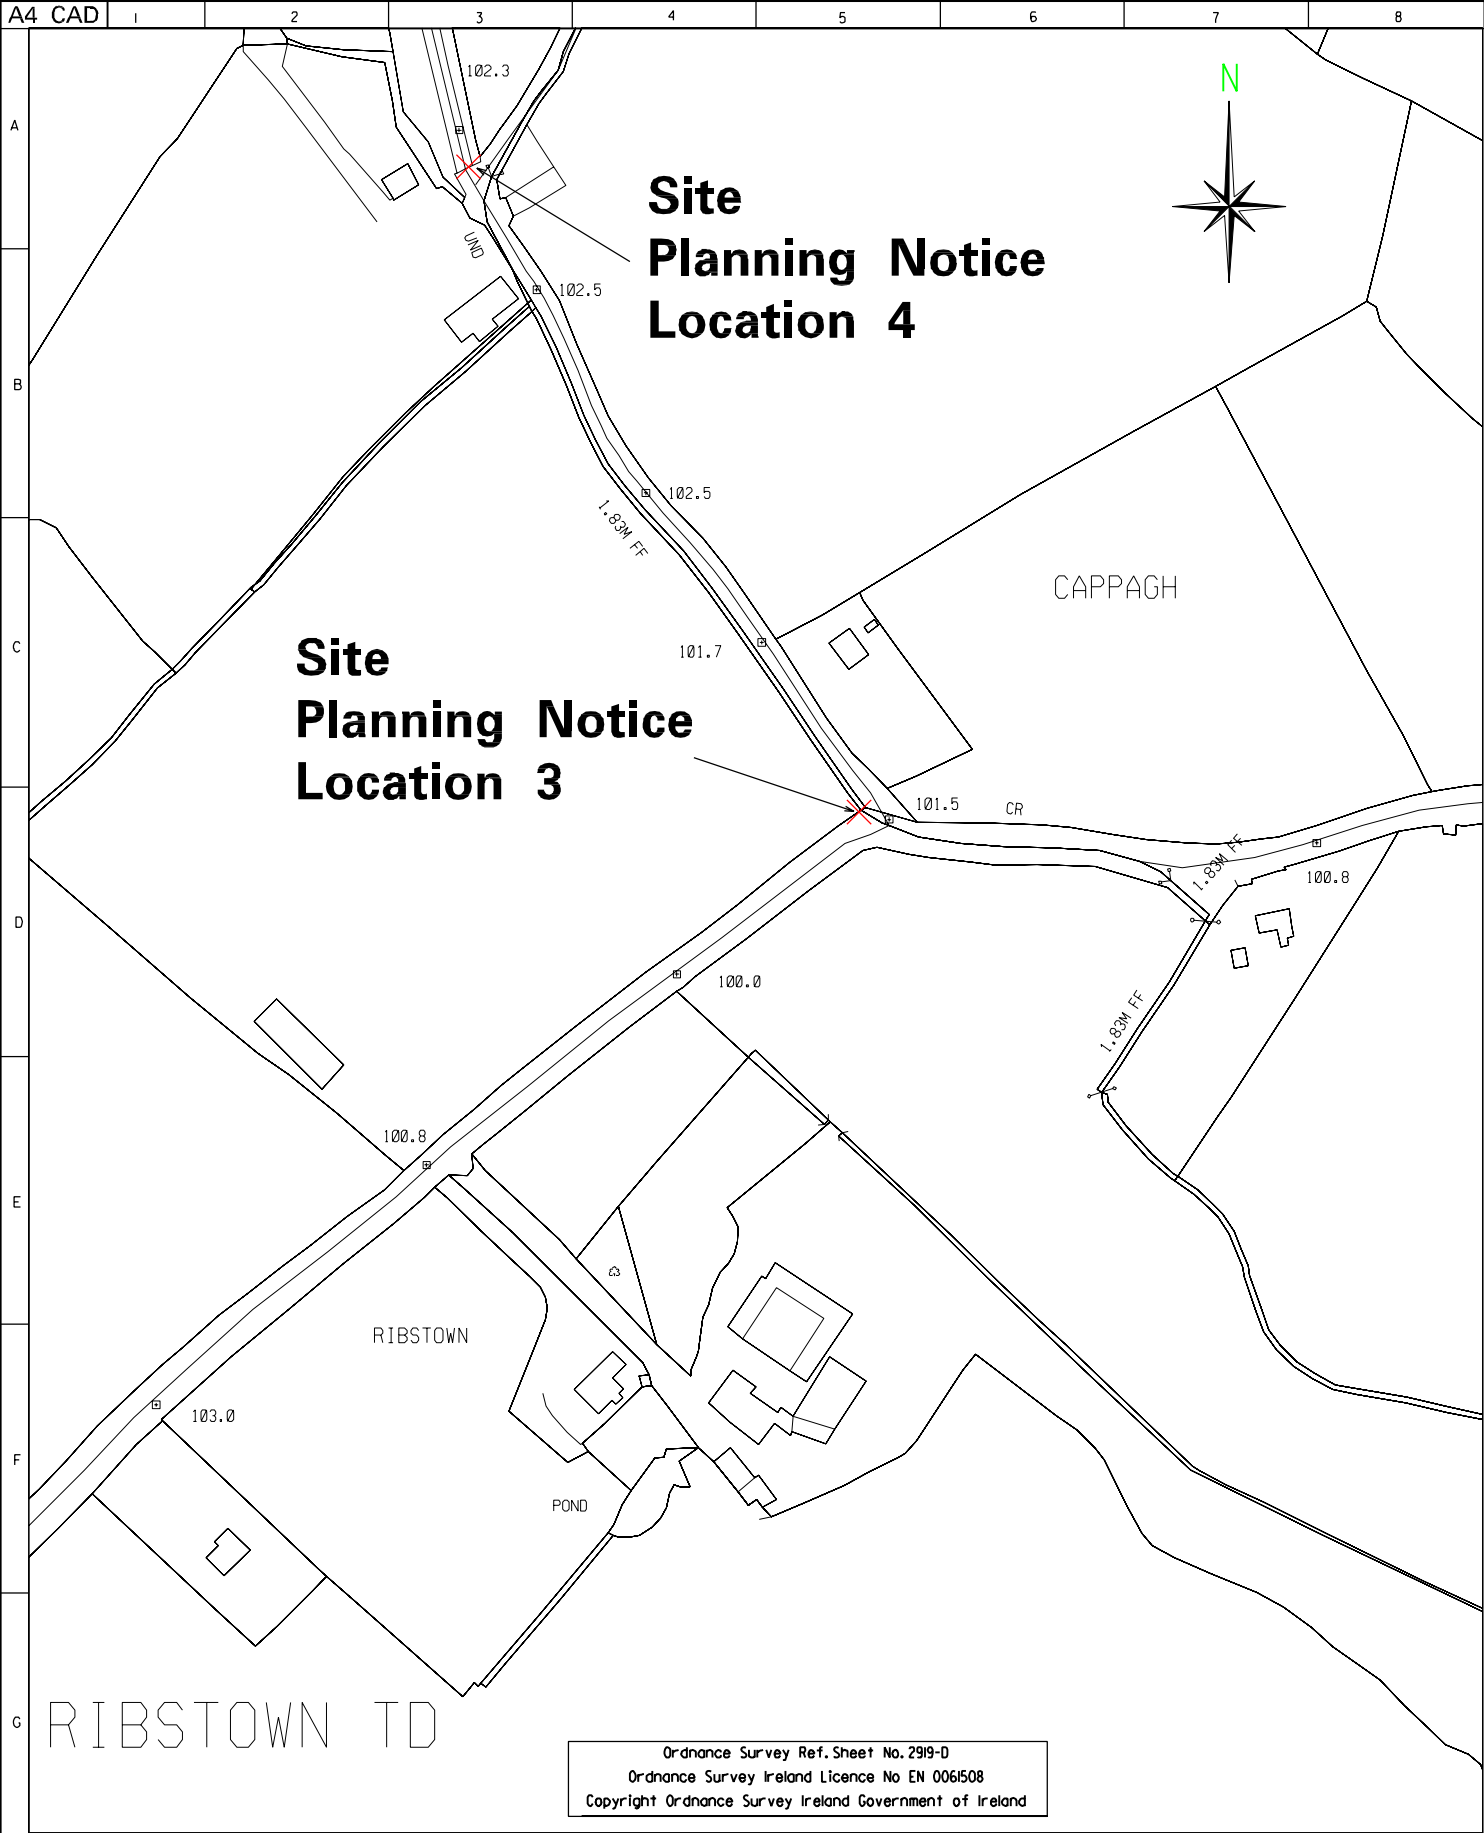 A4 CAD
1 2 3 4 5 6 7 8
N
102.3
A
Site
Planning Notice
Location 4
UND
102.5
B
102.5
1.83M FF
CAPPAGH
C
101.7
Site
Planning Notice
Location 3
101.5
CR
1.83M FF
100.8
D
100.0
1.83M FF
100.8
E
RIBSTOWN
103.0
F
POND
G
RIBSTOWN TD
Ordnance Survey Ref. Sheet No. 2919-D
Ordnance Survey Ireland Licence No EN 0061508
Copyright Ordnance Survey Ireland Government of Ireland